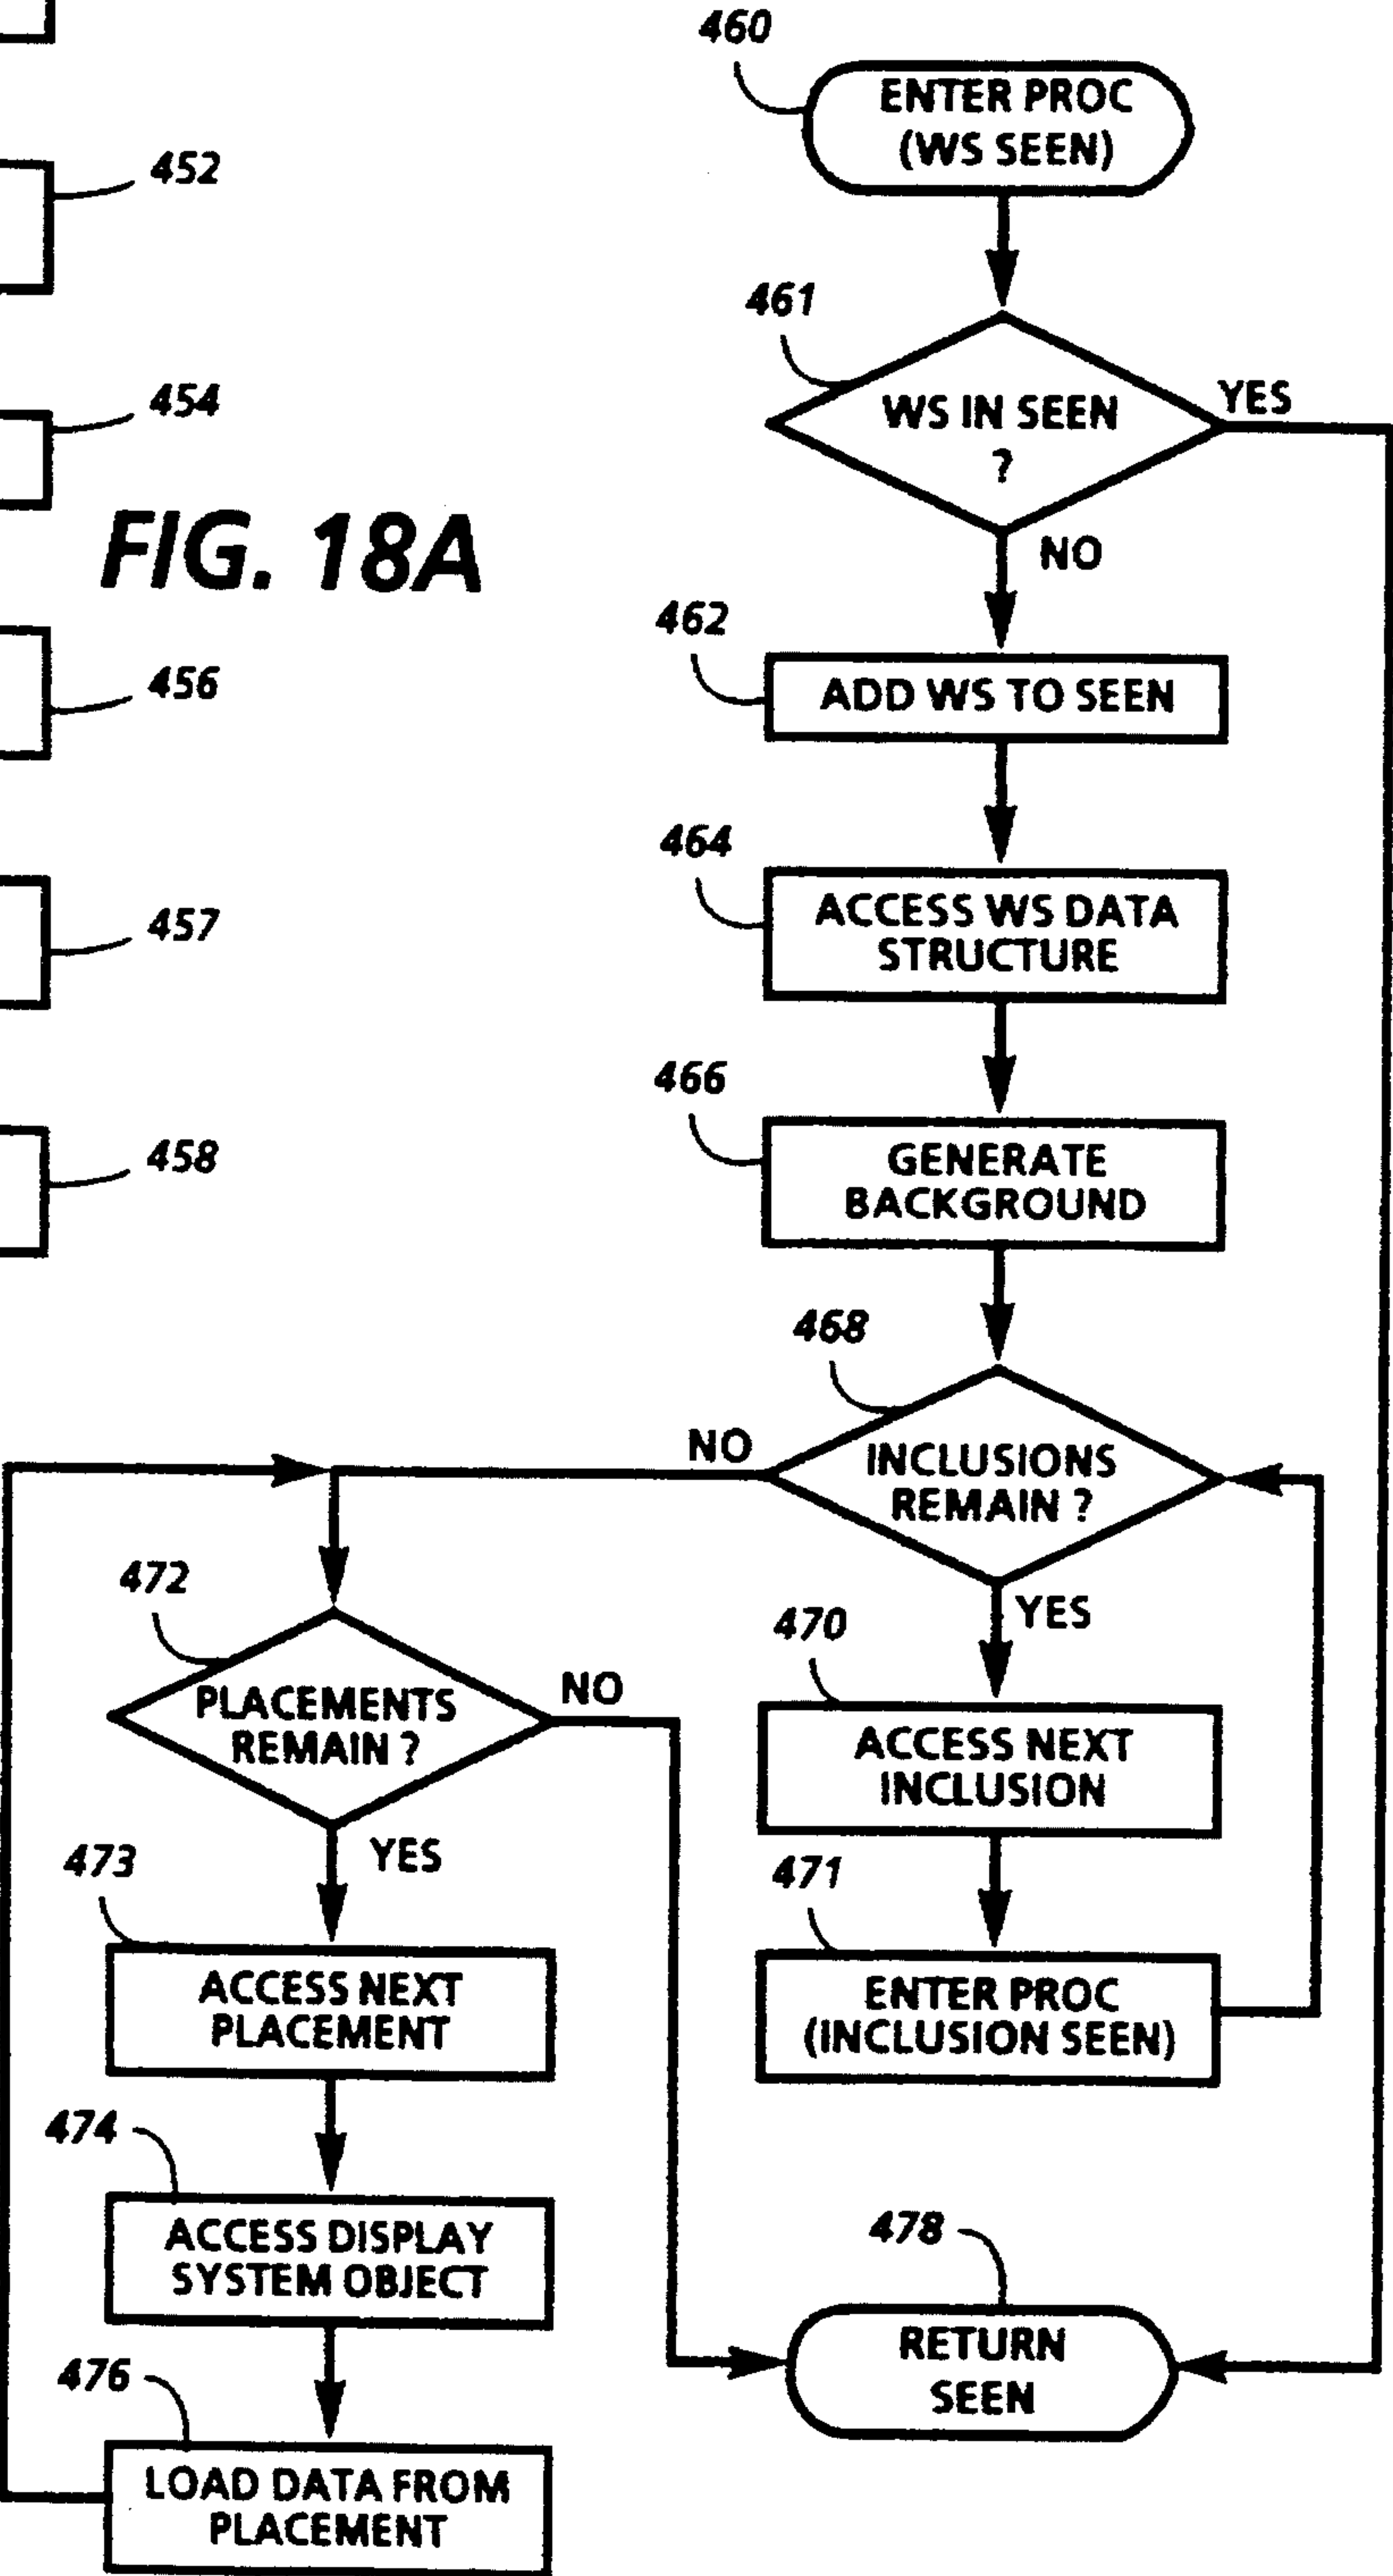 452
454
FIG. 18A
456
457
458
460
ENTER PROC
(WS SEEN)
461
WS IN SEEN
?
YES
NO
462
ADD WS TO SEEN
464
ACCESS WS DATA
STRUCTURE
466
GENERATE
BACKGROUND
468
INCLUSIONS
REMAIN ?
NO
YES
470
ACCESS NEXT
INCLUSION
471
ENTER PROC
(INCLUSION SEEN)
472
PLACEMENTS
REMAIN ?
NO
YES
473
ACCESS NEXT
PLACEMENT
474
ACCESS DISPLAY
SYSTEM OBJECT
476
LOAD DATA FROM
PLACEMENT
478
RETURN
SEEN